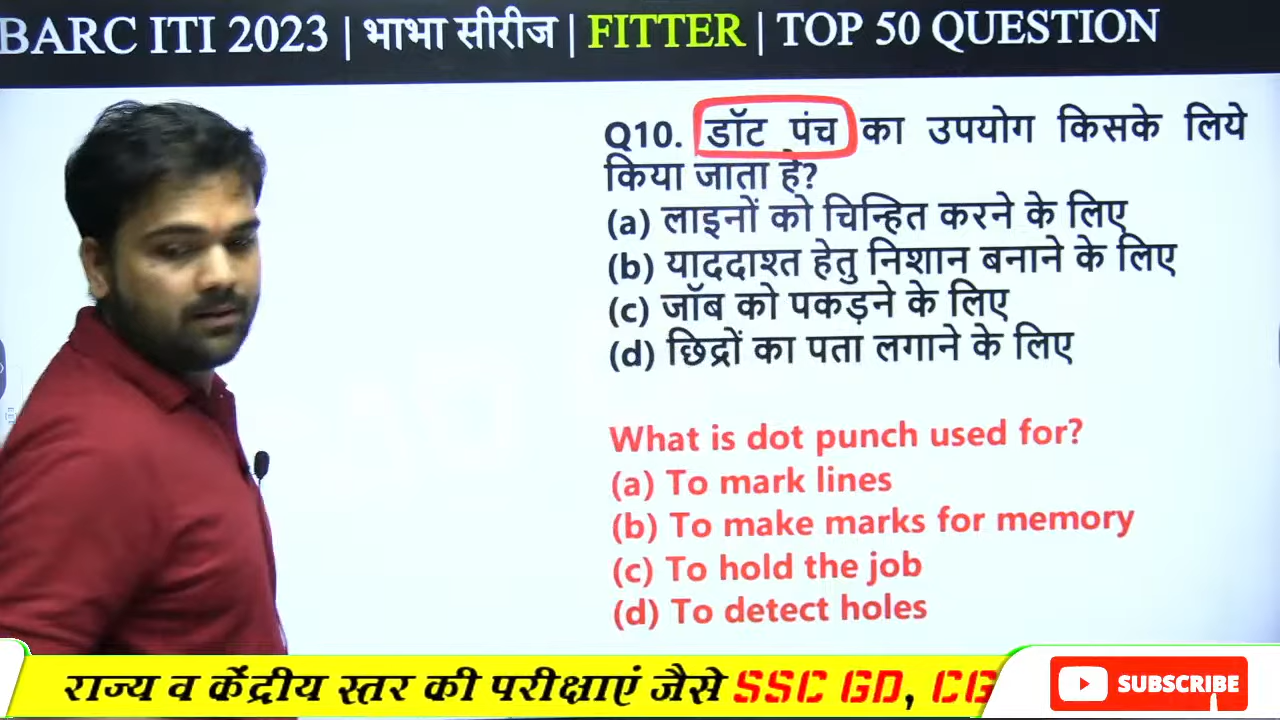 BARC ITI 2023 | भाभा सीरीज | FITTER | TOP 50 QUESTION
Q10. डॉट पंच का उपयोग किसके लिये
किया जाता है?
(a) लाइनों को चिन्हित करने के लिए
(b) याददाश्त हेतु निशान बनाने के लिए
(c) जॉब को पकड़ने के लिए
(d) छिद्रों का पता लगाने के लिए
What is dot punch used for?
(a) To mark lines
(b) To make marks for memory
(c) To hold the job
(d) To detect holes
राज्य व केंद्रीय स्तर की परीक्षाएं जैसे SSC GD, CG
SUBSCRIBE